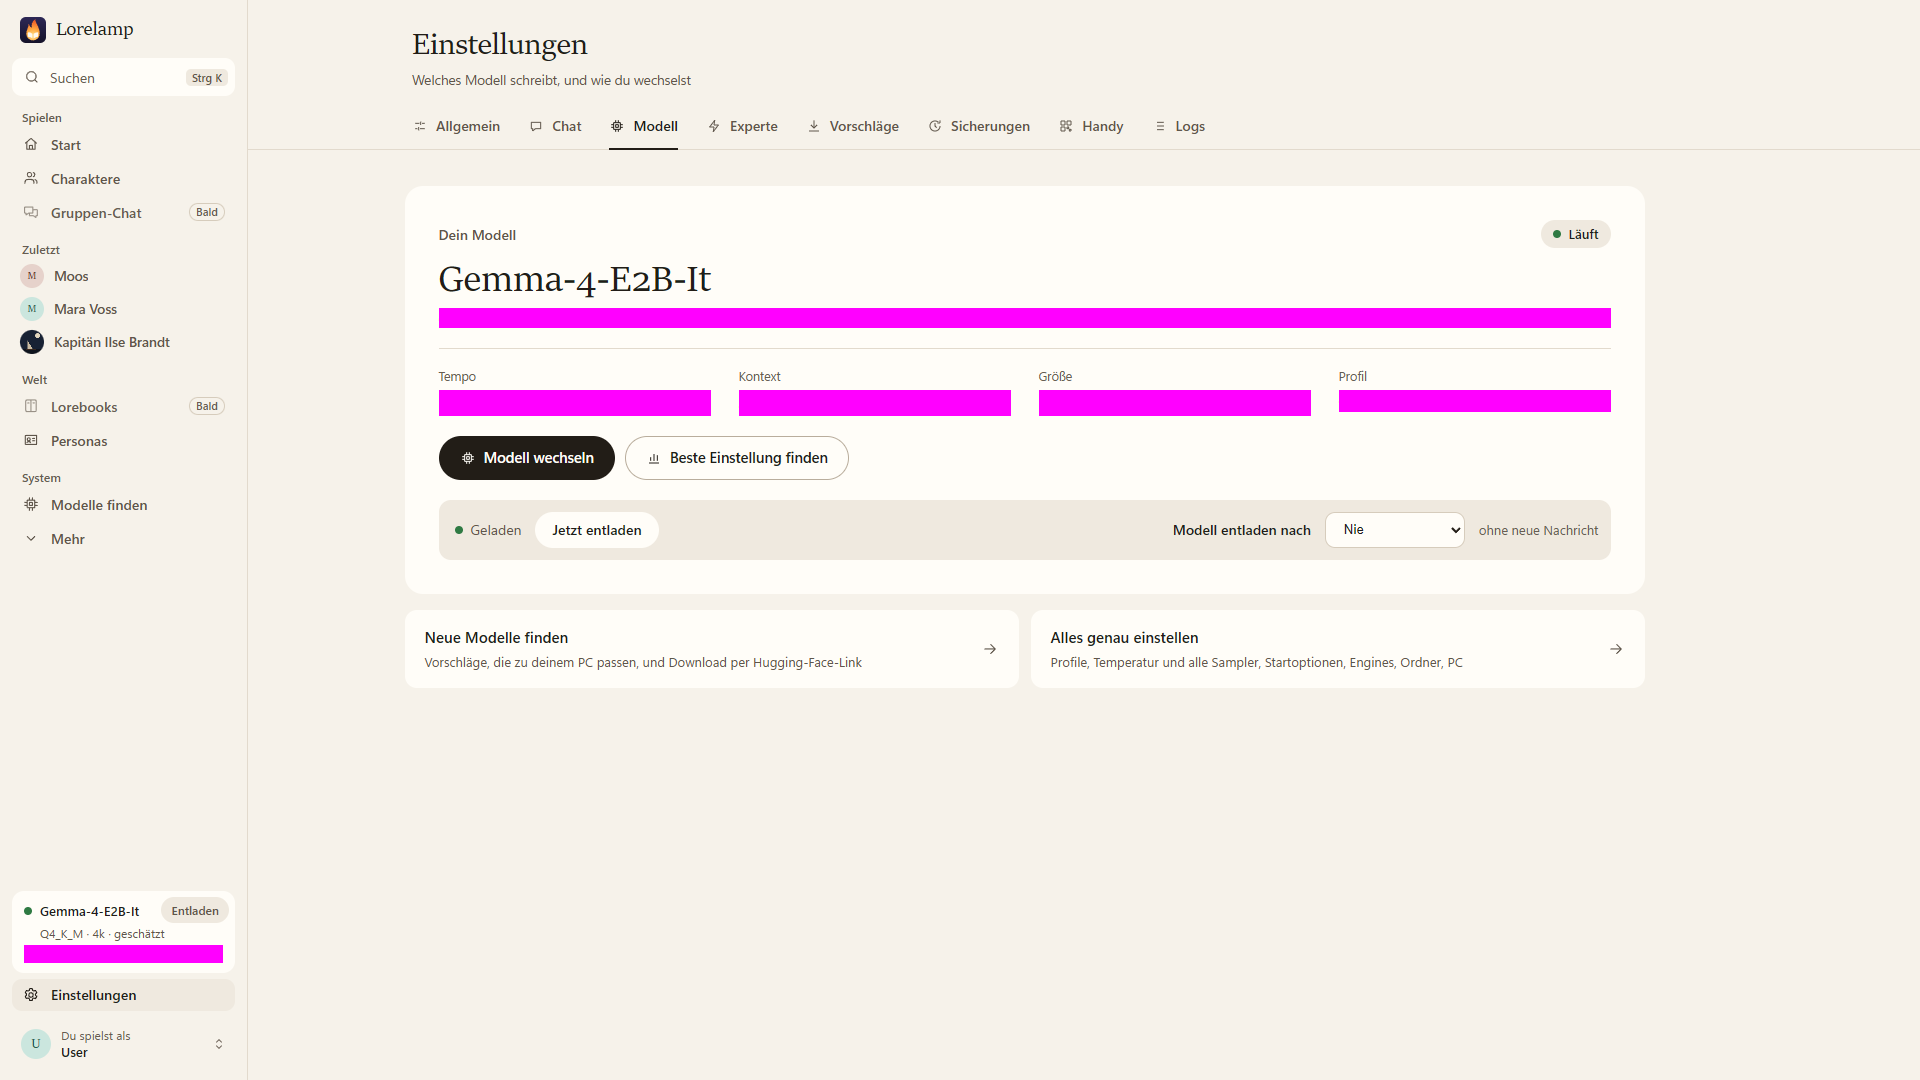 Lorelamp
Suchen
Strg K
Spielen
Start
Charaktere
Gruppen-Chat
Bald
Zuletzt
M
Moos
M
Mara Voss
Kapitän Ilse Brandt
Welt
Lorebooks
Bald
Personas
System
Modelle finden
Mehr
Gemma-4-E2B-It
Entladen
Q4_K_M · 4k · geschätzt
Einstellungen
U
Du spielst als
User
Einstellungen
Welches Modell schreibt, und wie du wechselst
Allgemein
Chat
Modell
Experte
Vorschläge
Sicherungen
Handy
Logs
Dein Modell
Läuft
Gemma-4-E2B-It
Tempo
Kontext
Größe
Profil
Modell wechseln
Beste Einstellung finden
Geladen
Jetzt entladen
Modell entladen nach
Nie
ohne neue Nachricht
Neue Modelle finden
Vorschläge, die zu deinem PC passen, und Download per Hugging-Face-Link
Alles genau einstellen
Profile, Temperatur und alle Sampler, Startoptionen, Engines, Ordner, PC